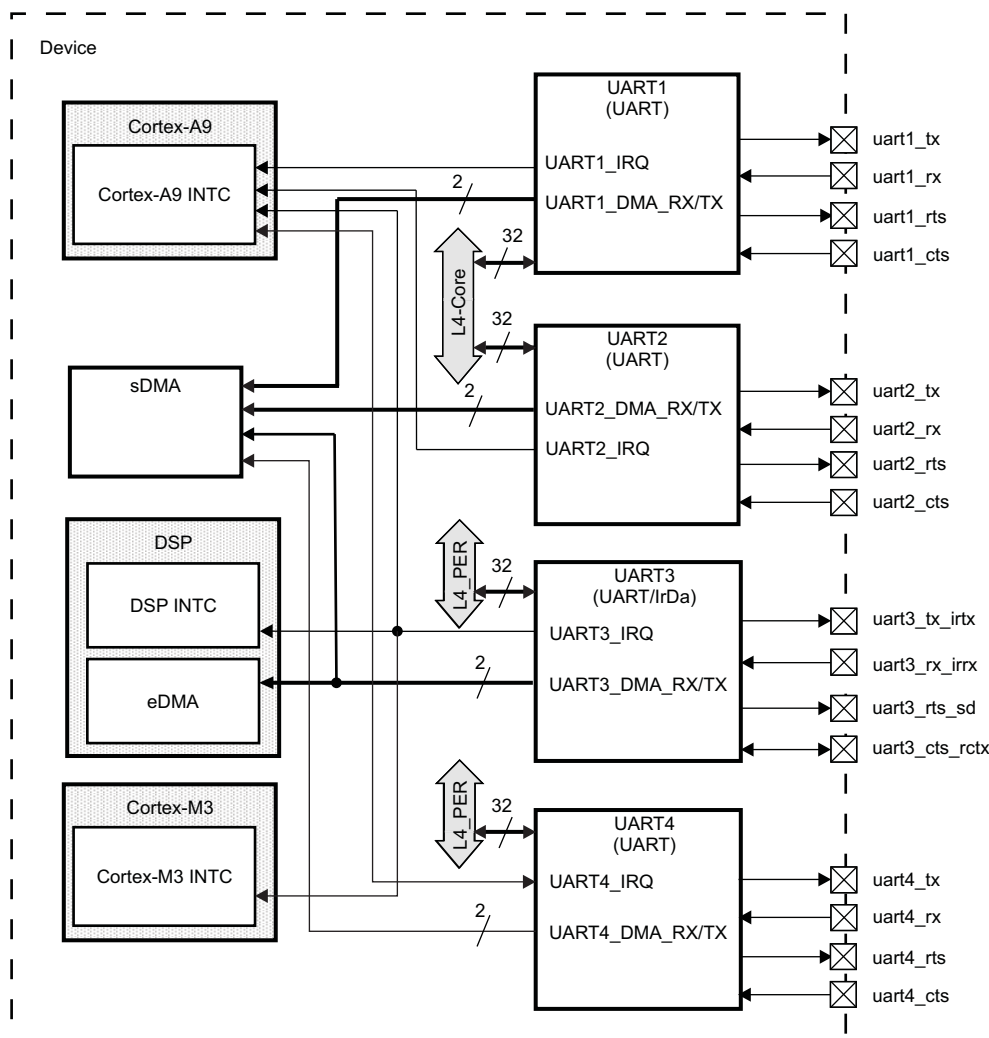 Device
Cortex-A9
Cortex-A9 INTC
sDMA
DSP
DSP INTC
eDMA
Cortex-M3
Cortex-M3 INTC
2
32
L4-Core
32
2
L4_PER
32
2
L4_PER
32
2
UART1
(UART)
UART1_IRQ
UART1_DMA_RX/TX
uart1_tx
uart1_rx
uart1_rts
uart1_cts
UART2
(UART)
UART2_DMA_RX/TX
UART2_IRQ
uart2_tx
uart2_rx
uart2_rts
uart2_cts
UART3
(UART/IrDa)
UART3_IRQ
UART3_DMA_RX/TX
uart3_tx_irtx
uart3_rx_irrx
uart3_rts_sd
uart3_cts_rctx
UART4
(UART)
UART4_IRQ
UART4_DMA_RX/TX
uart4_tx
uart4_rx
uart4_rts
uart4_cts